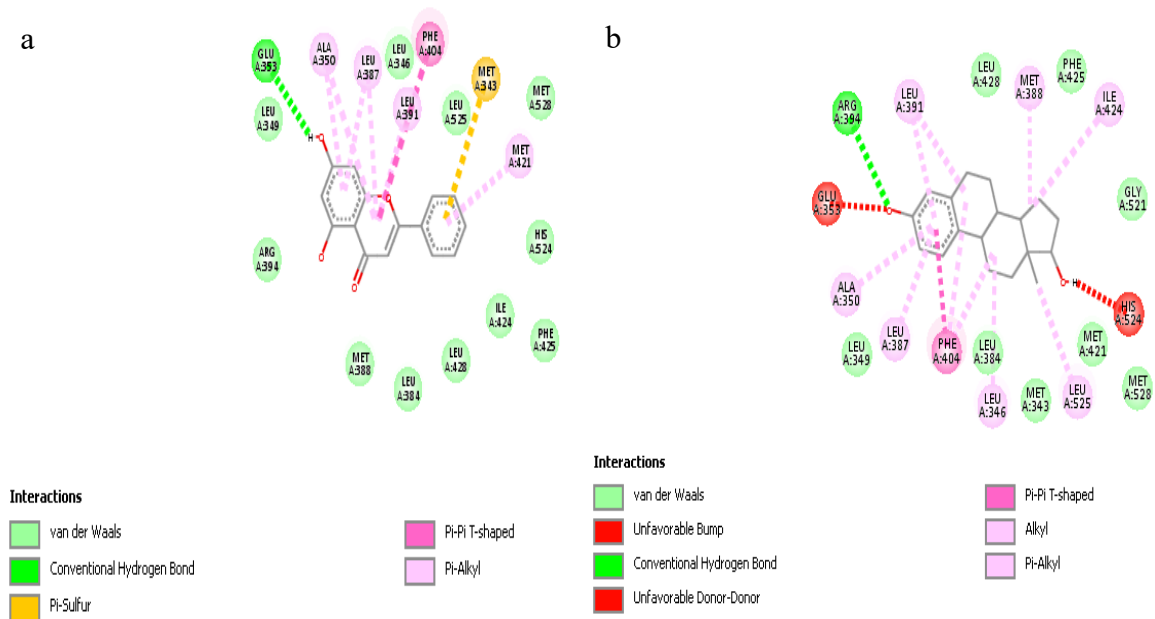 a
GLU
A:353
ALA
A:350
LEU
A:387
LEU
A:346
PHE
A:404
MET
A:343
LEU
A:349
LEU
A:391
LEU
A:525
MET
A:528
MET
A:421
H
O
O
O
O
ARG
A:394
HIS
A:524
ILE
A:424
PHE
A:425
MET
A:388
LEU
A:428
LEU
A:384
Interactions
van der Waals
Conventional Hydrogen Bond
Pi-Sulfur
Pi-Pi T-shaped
Pi-Alkyl
b
LEU
A:428
PHE
A:425
LEU
A:391
MET
A:388
ILE
A:424
ARG
A:394
GLU
A:353
GLY
A:521
O
O
H
ALA
A:350
HIS
A:524
LEU
A:349
LEU
A:387
PHE
A:404
LEU
A:384
MET
A:421
LEU
A:346
MET
A:343
LEU
A:525
MET
A:528
Interactions
van der Waals
Unfavorable Bump
Conventional Hydrogen Bond
Unfavorable Donor-Donor
Pi-Pi T-shaped
Alkyl
Pi-Alkyl